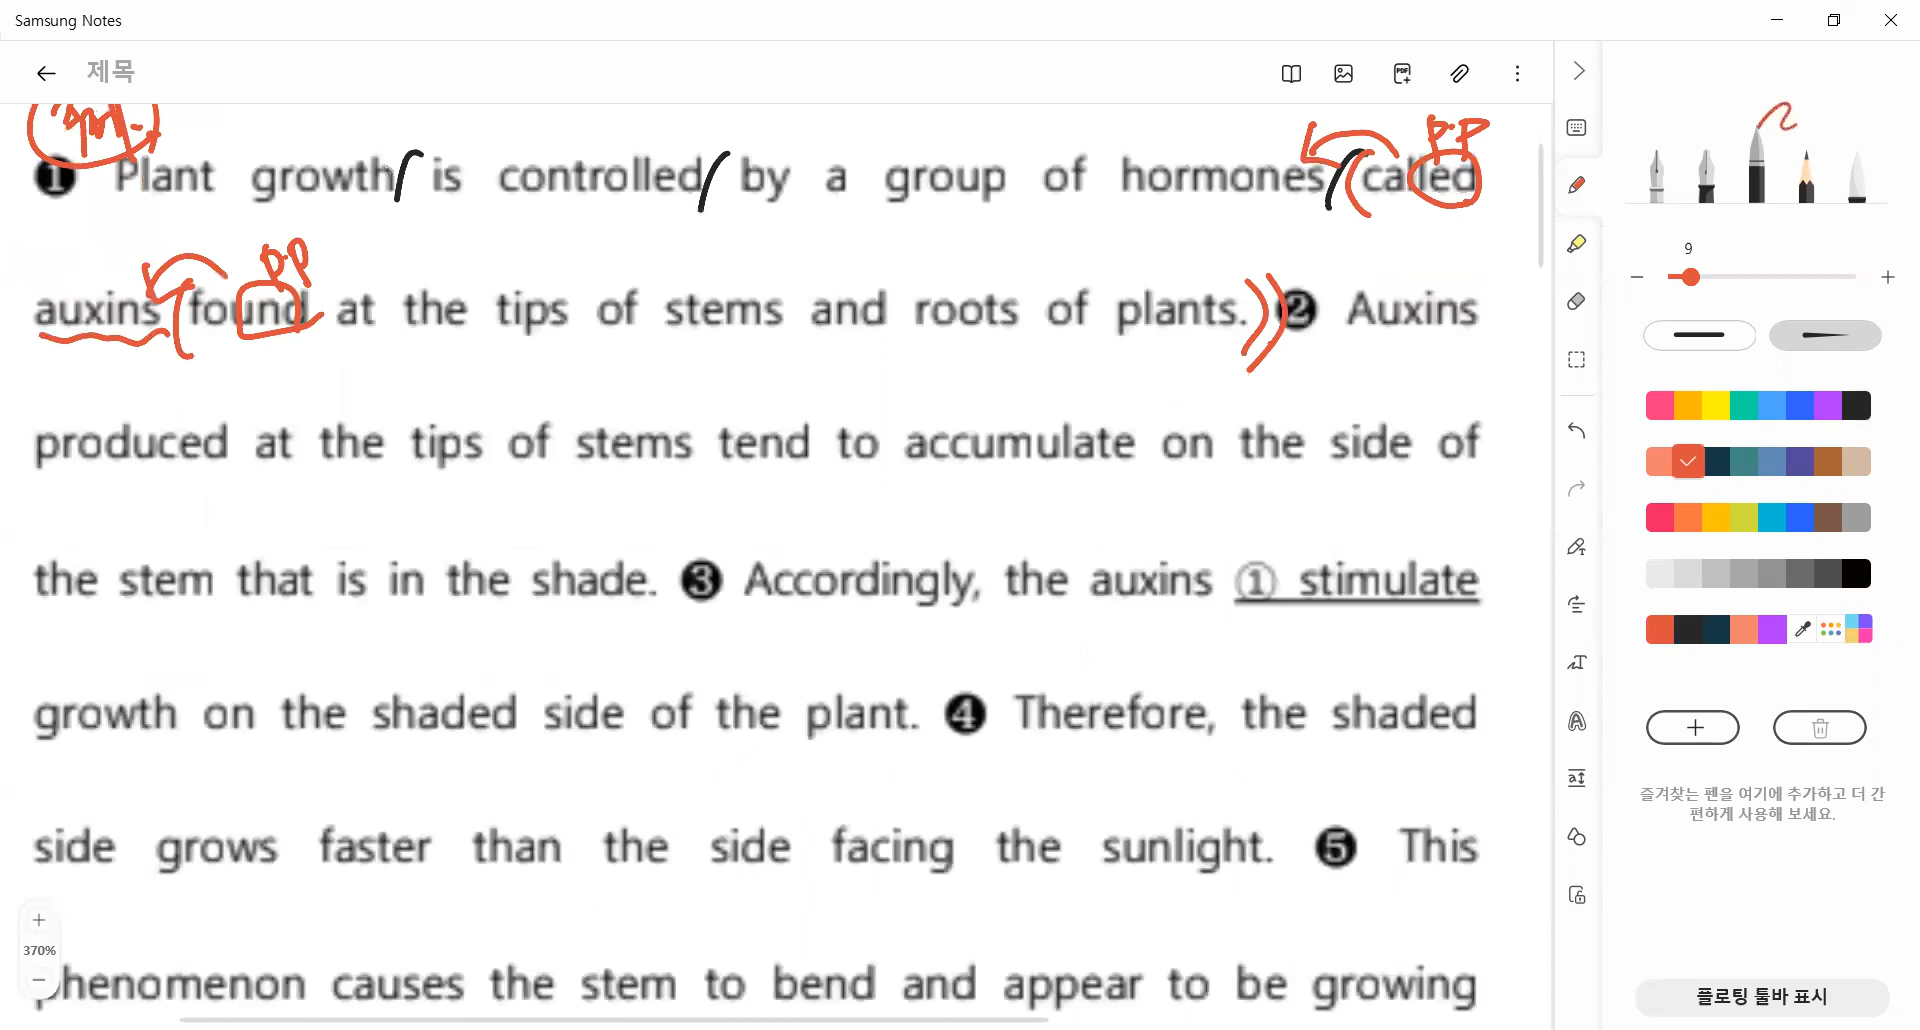 Samsung Notes
제목
PDF
p.p
❶ Plant growth is controlled by a group of hormones called
p.p
auxins found at the tips of stems and roots of plants. ❷ Auxins
produced at the tips of stems tend to accumulate on the side of
the stem that is in the shade. ❸ Accordingly, the auxins ① stimulate
growth on the shaded side of the plant. ❹ Therefore, the shaded
side grows faster than the side facing the sunlight. ❺ This
phenomenon causes the stem to bend and appear to be growing
370%
9
즐겨찾는 펜을 여기에 추가하고 더 간
편하게 사용해 보세요.
플로팅 툴바 표시